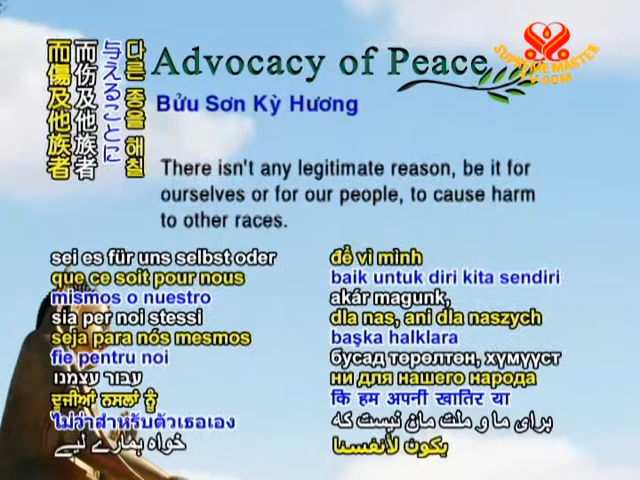 而傷及他族者
而伤及他族者
与えることに
다른 종을 해칠
Advocacy of Peace
SUPREME MASTER
TV.COM
Bửu Sơn Kỳ Hương
There isn't any legitimate reason, be it for
ourselves or for our people, to cause harm
to other races.
sei es für uns selbst oder
que ce soit pour nous
mismos o nuestro
sia per noi stessi
seja para nós mesmos
fie pentru noi
עבור עצמנו
ਦੂਜੀਆਂ ਨਸਲਾਂ ਨੂੰ
ไม่ว่าสำหรับตัวเธอเอง
خواہ ہمارے لیے
để vì mình
baik untuk diri kita sendiri
akár magunk,
dla nas, ani dla naszych
başka halklara
бусад төрөлтөн, хүмүүст
ни для нашего народа
कि हम अपनी खातिर या
برای ما و ملت مان نیست که
يكون لأنفسنا